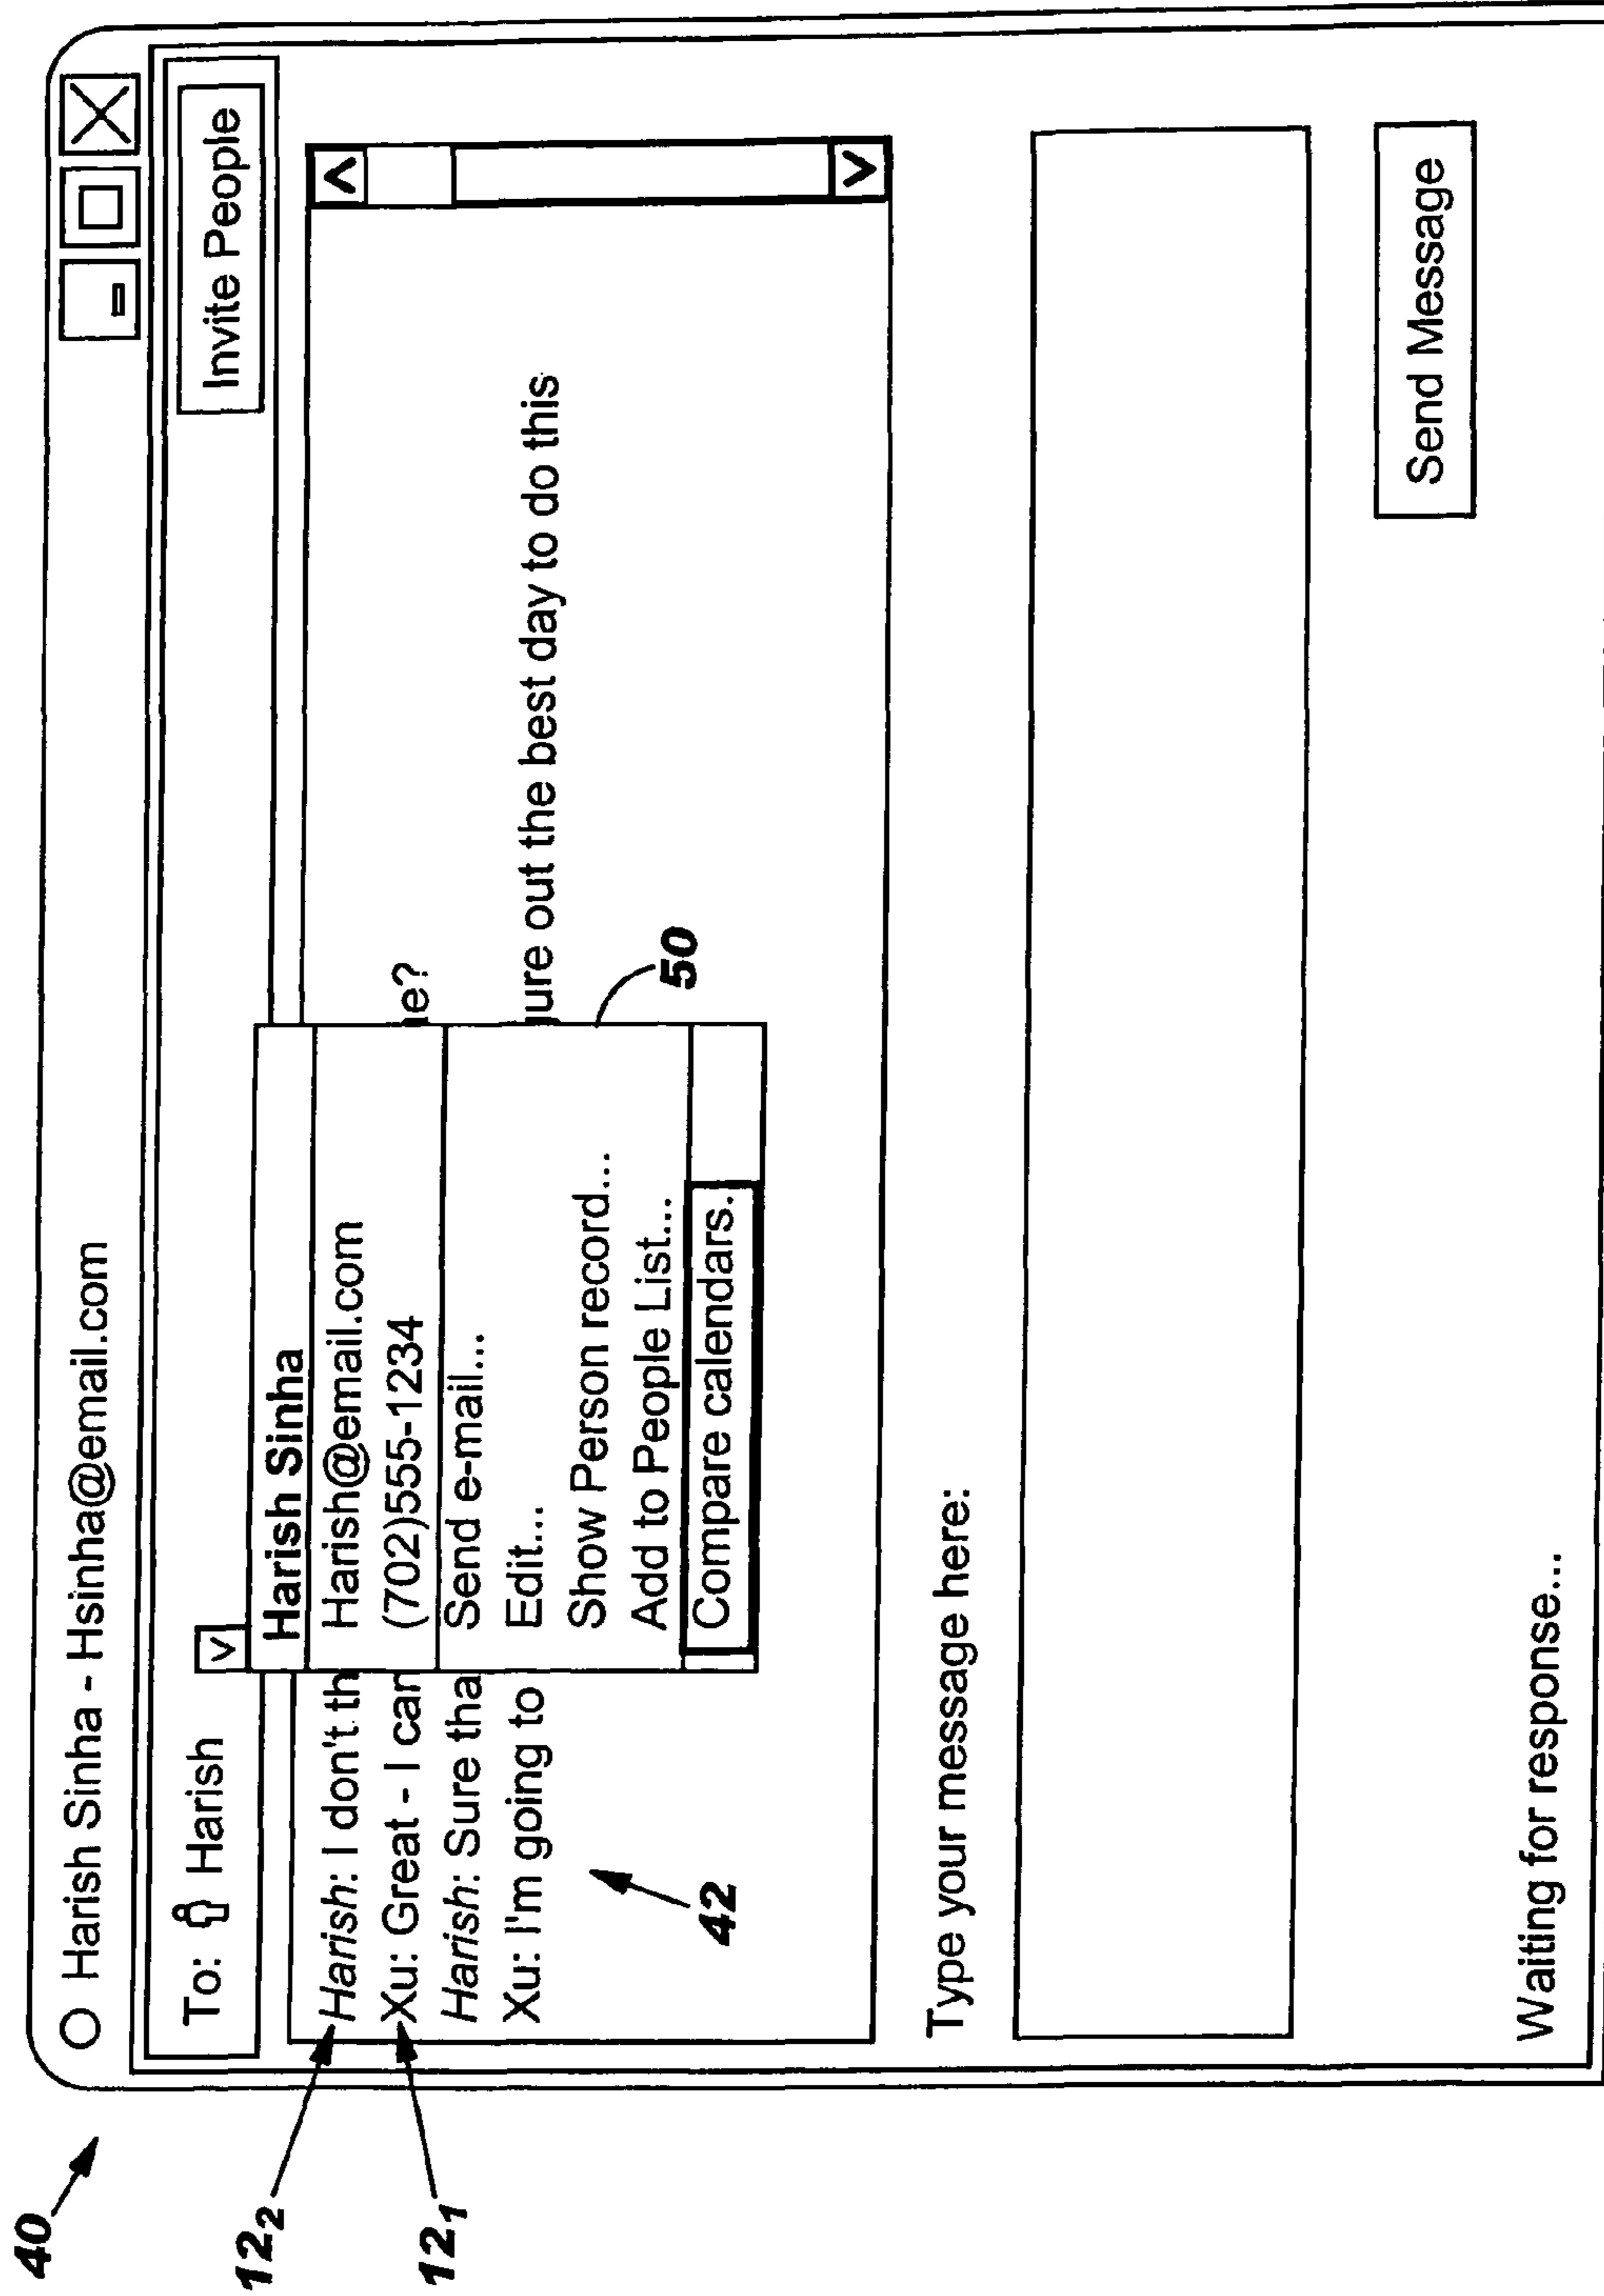 40
O Harish Sinha - Hsinha@email.com
To: Harish
Invite People
Harish Sinha
Harish@email.com
(702)555-1234
Send e-mail...
Edit...
Show Person record...
Add to People List...
Compare calendars.
12₂
Harish: I don't th
12₁
Xu: Great - I can e?
Harish: Sure tha
Xu: I'm going to ure out the best day to do this
42
50
Type your message here:
Send Message
Waiting for response...